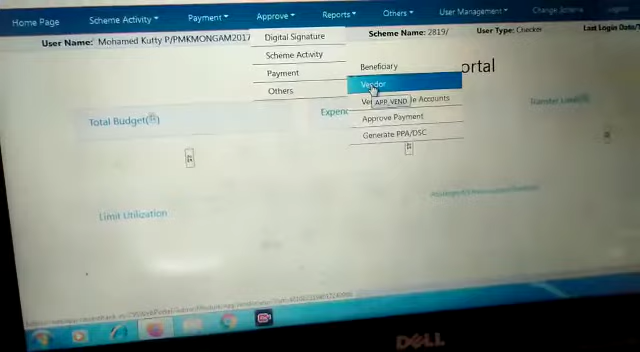 Home Page Scheme Activity Payment Approve Reports Others User Management Change Schema Logout
User Name: Mohamed Kutty P/PMKMONGAM2017 Scheme Name: 2819/ User Type: Checker Last Login Date/T
Digital Signature
Scheme Activity
Payment
Others
Beneficiary
Vendor
APP_VEND
Accounts
Approve Payment
Generate PPA/DSC
ortal
Total Budget
Expen
Transfer Limit
Limit Utilization
DELL